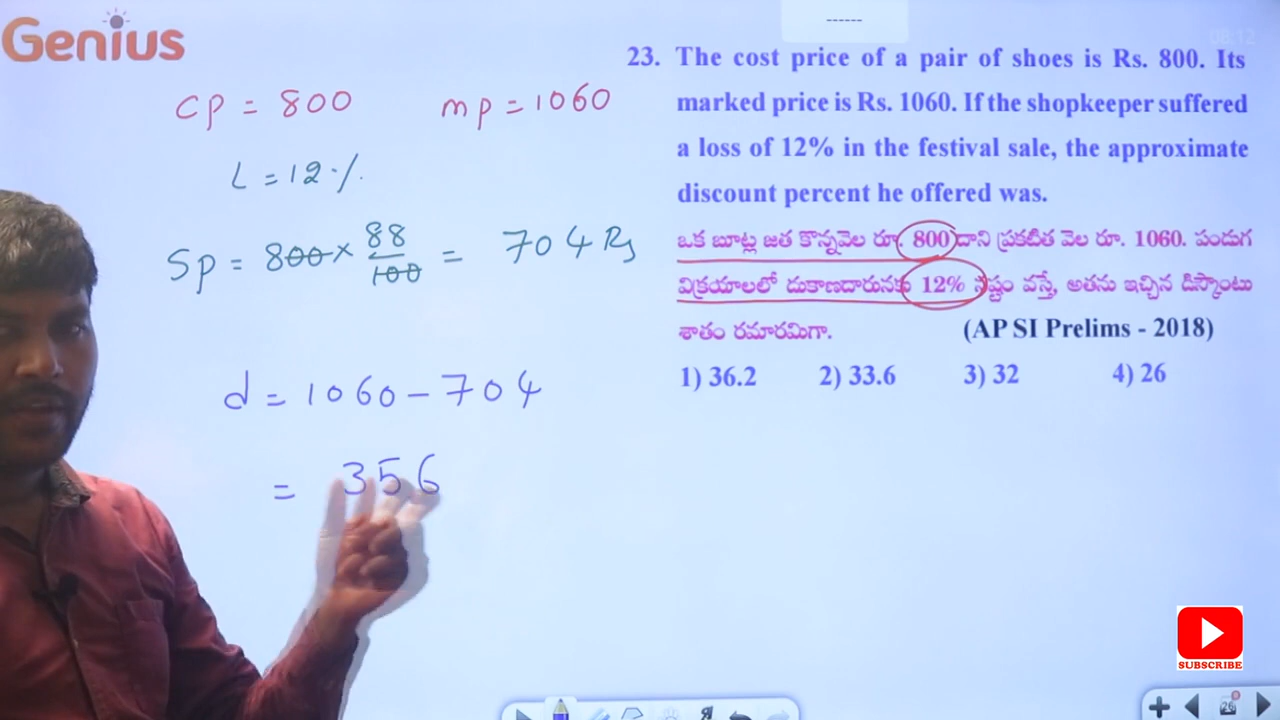 Genius
------
08:12
23. The cost price of a pair of shoes is Rs. 800. Its
marked price is Rs. 1060. If the shopkeeper suffered
a loss of 12% in the festival sale, the approximate
discount percent he offered was.
ఒక బూట్ల జత కొన్నవెల రూ. 800 దాని ప్రకటిత వెల రూ. 1060. పండుగ
విక్రయాలలో దుకాణదారునకు 12% నష్టం వస్తే, అతను ఇచ్చిన డిస్కౌంటు
శాతం రమారమిగా. (AP SI Prelims - 2018)
1) 36.2 2) 33.6 3) 32 4) 26
CP = 800 mp = 1060
L = 12 %
SP = 800 × 88/100 = 704 Rs
d = 1060 - 704
= 356
SUBSCRIBE
26